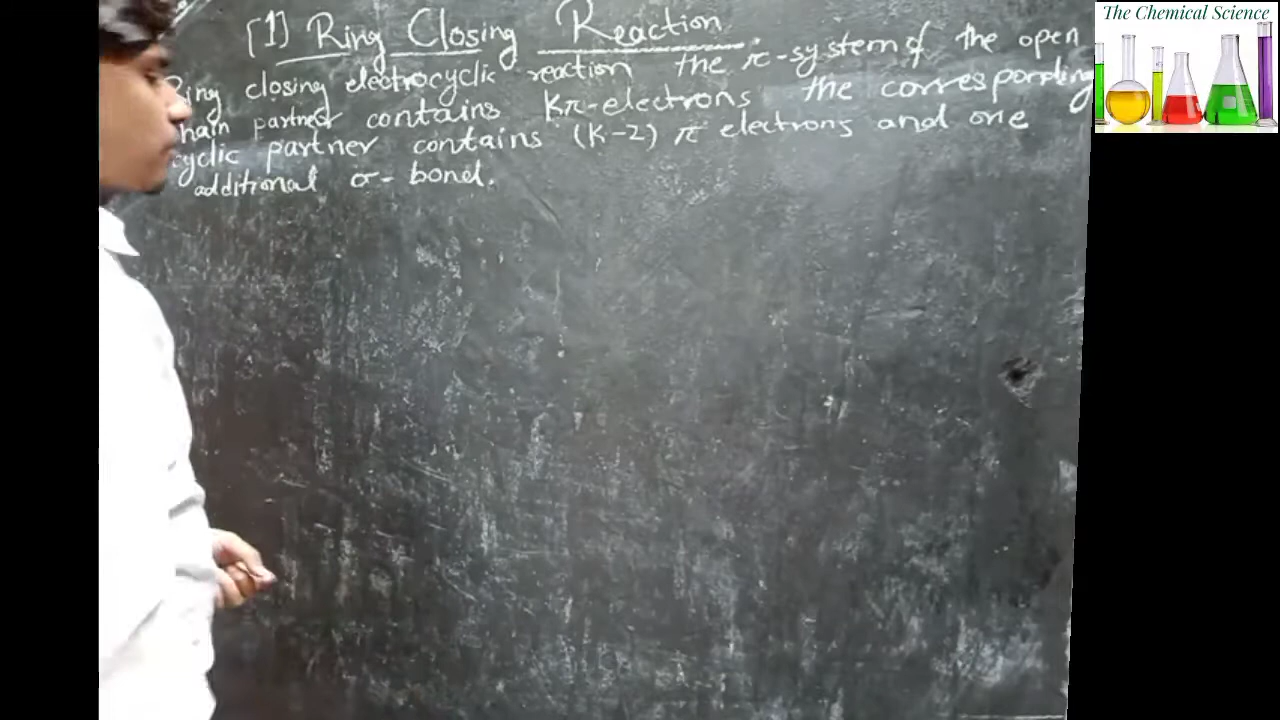 [1] Ring Closing Reaction
Ring closing electrocyclic reaction the π-system of the open
chain partner contains Kπ-electrons the corresponding
cyclic partner contains (K-2) π electrons and one
additional σ- bond.
The Chemical Science